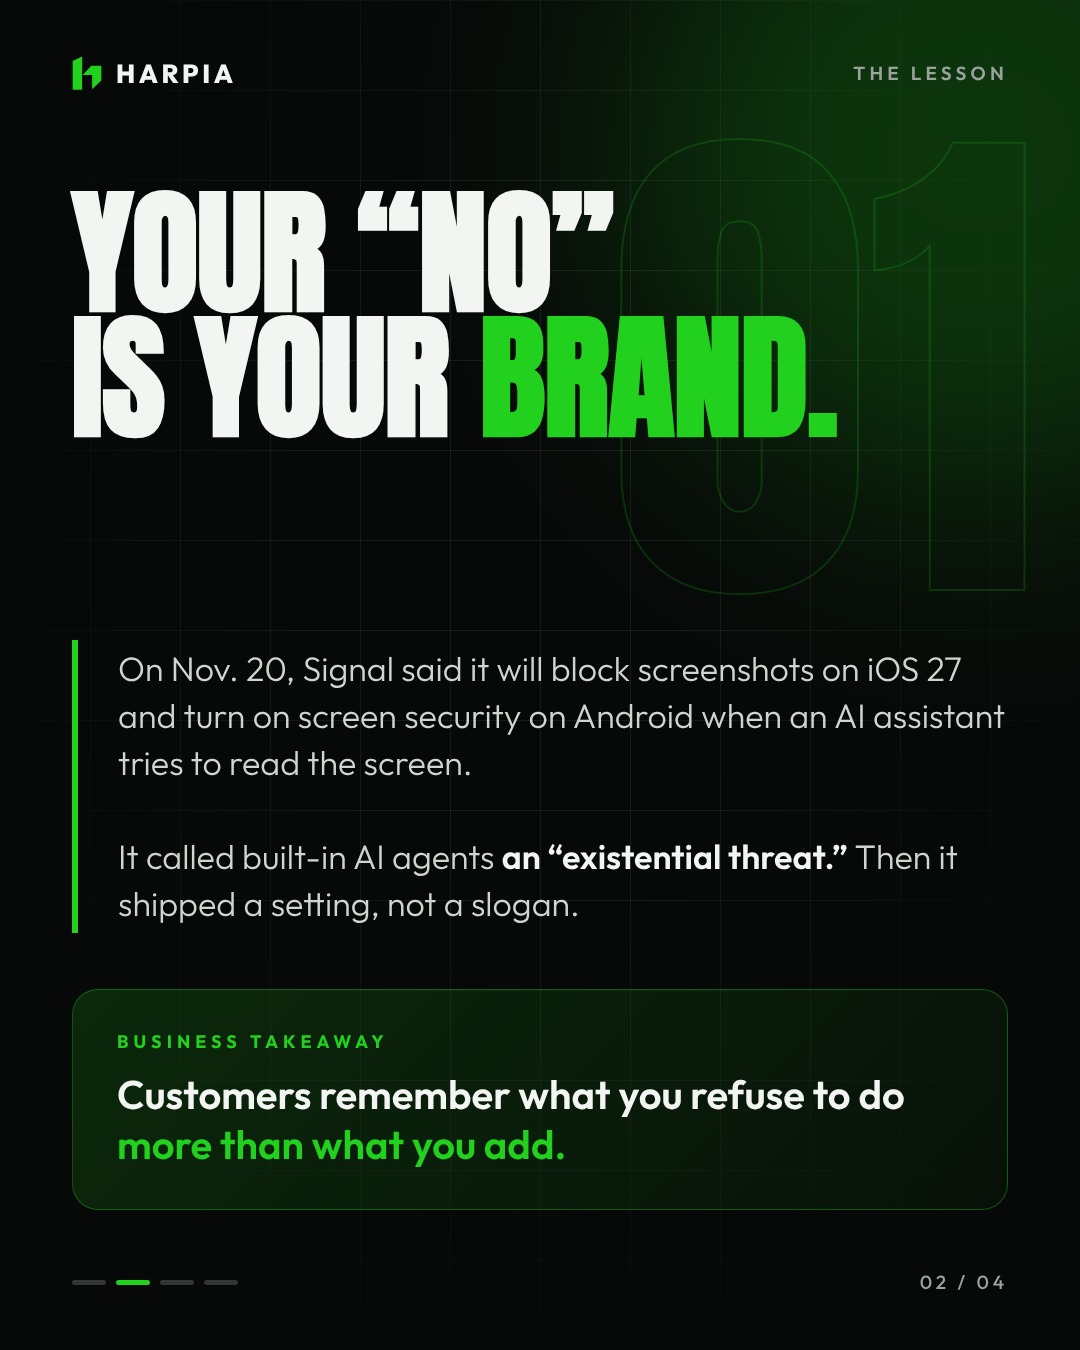 HARPIA
THE LESSON
01
YOUR “NO”
IS YOUR BRAND.
On Nov. 20, Signal said it will block screenshots on iOS 27
and turn on screen security on Android when an AI assistant
tries to read the screen.
It called built-in AI agents an “existential threat.” Then it
shipped a setting, not a slogan.
BUSINESS TAKEAWAY
Customers remember what you refuse to do
more than what you add.
02 / 04